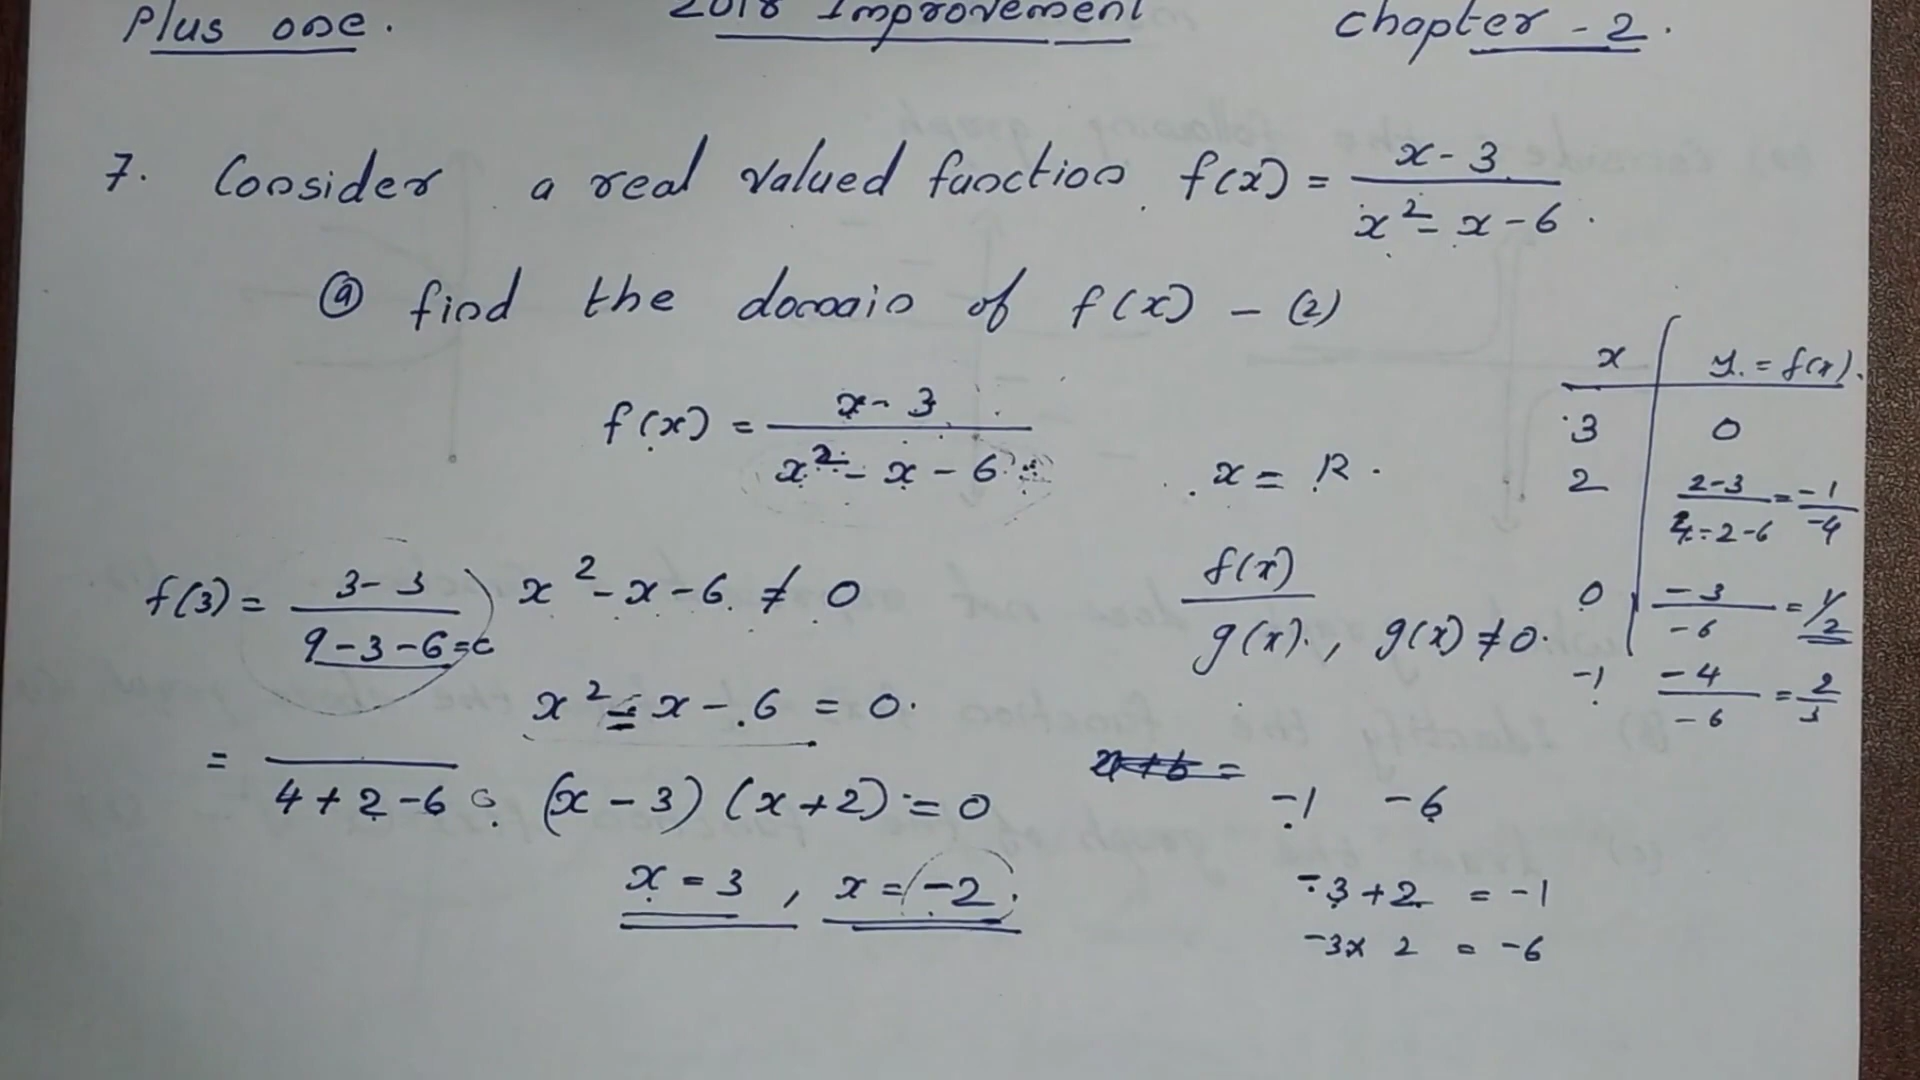 Plus one. 2018 Improvement Chapter - 2.
7. Consider a real valued function f(x) = (x - 3)/(x² - x - 6).
ⓐ find the domain of f(x) - (2)
f(x) = (x - 3)/(x² - x - 6)
x = R.
x | y = f(x).
3 | 0
2 | (2-3)/(4-2-6) = -1/-4
0 | -3/-6 = 1/2
-1 | -4/-6 = 2/3
f(3) = (3-3)/(9-3-6=0
x² - x - 6 ≠ 0
f(x)/g(x), g(x) ≠ 0.
x² - x - 6 = 0.
= 4 + 2 - 6
(x - 3) (x + 2) = 0
-1 -6
x = 3, x = -2.
-3 + 2 = -1
-3 x 2 = -6